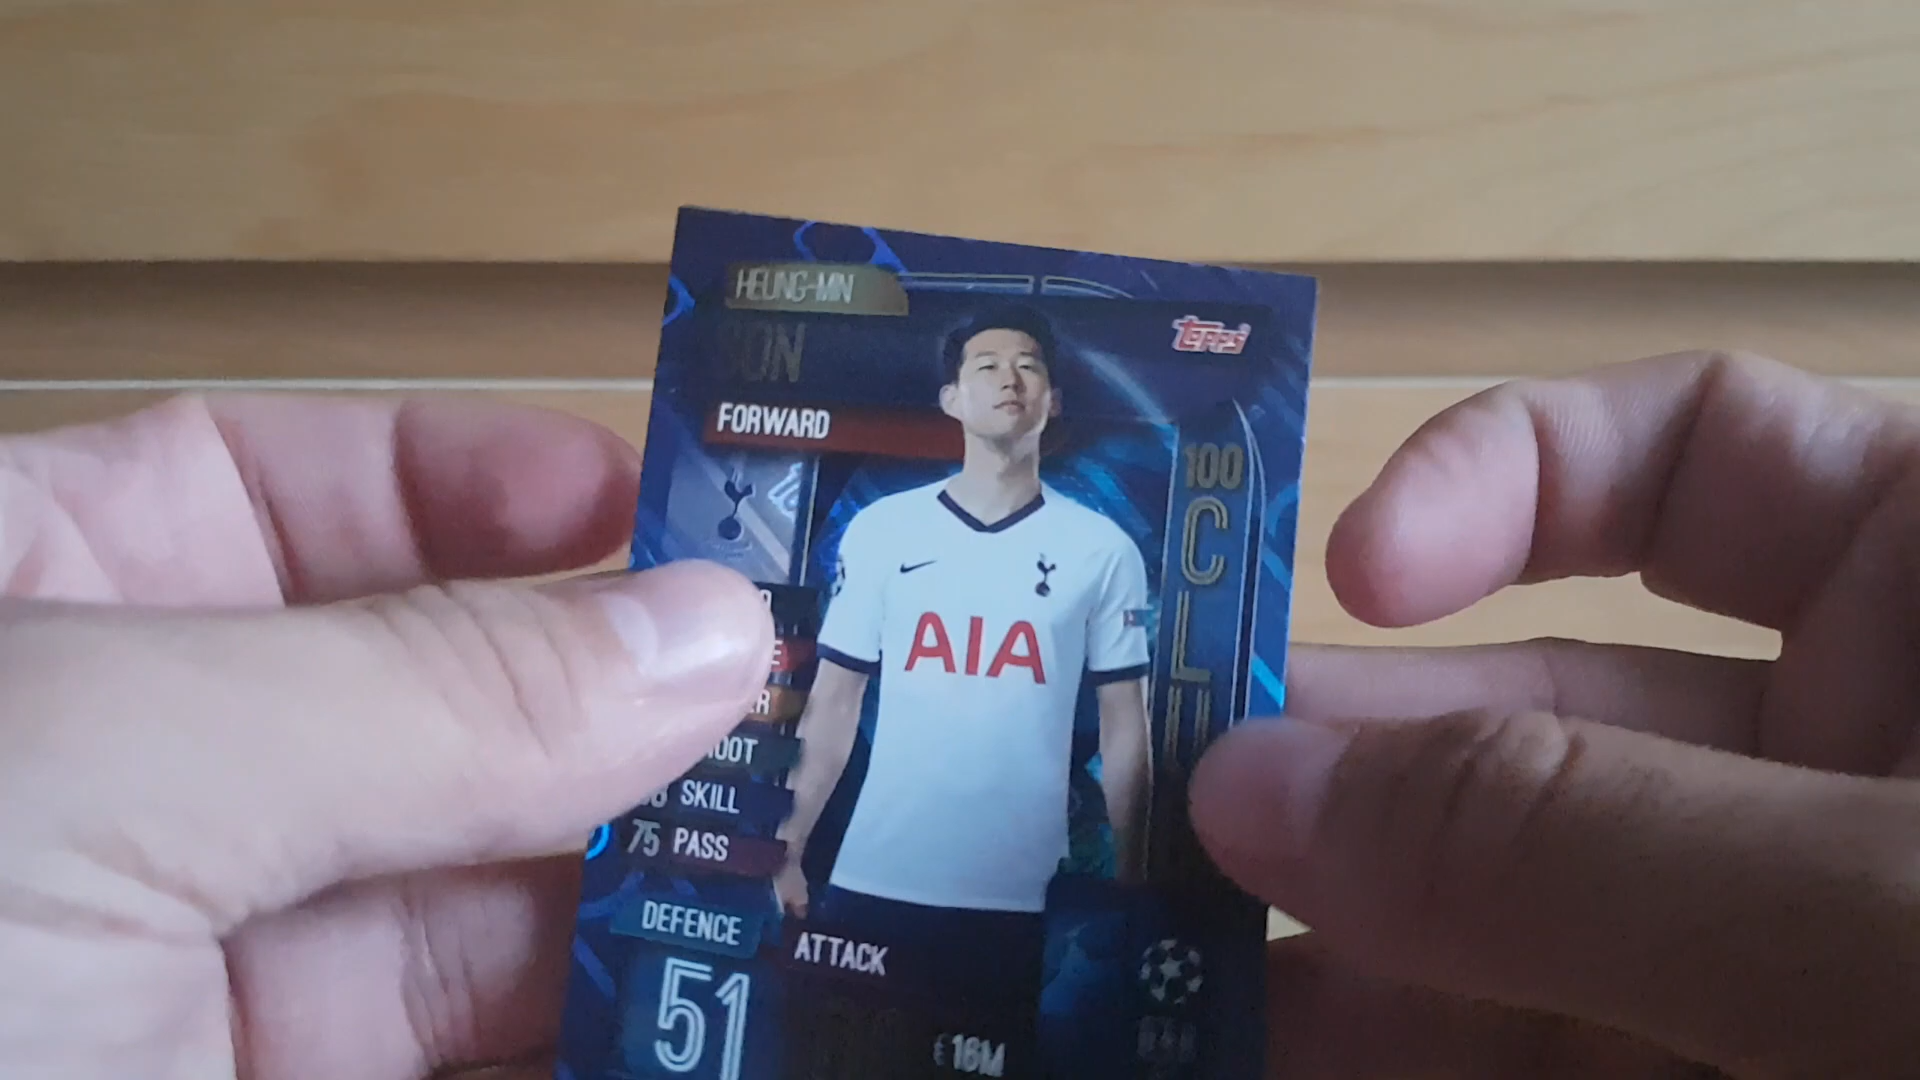 HEUNG-MIN
SON
topps
FORWARD
100
C
L
U
AIA
SKILL
75 PASS
DEFENCE
ATTACK
51
£16M